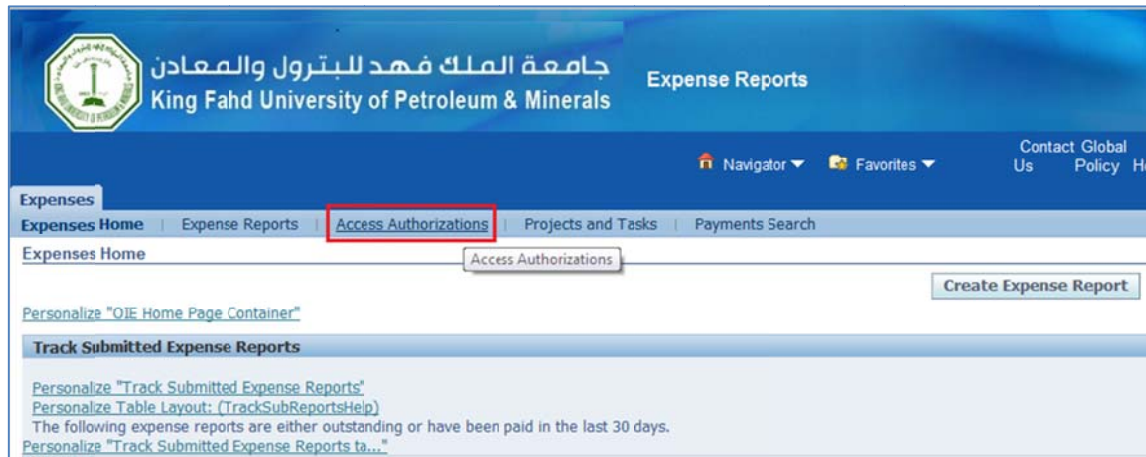 جامعة الملك فهد للبترول والمعادن
King Fahd University of Petroleum & Minerals
Expense Reports
Navigator
Favorites
Contact Us
Global Policy
Expenses
Expenses Home | Expense Reports | Access Authorizations | Projects and Tasks | Payments Search
Expenses Home
Access Authorizations
Create Expense Report
Personalize "OIE Home Page Container"
Track Submitted Expense Reports
Personalize "Track Submitted Expense Reports"
Personalize Table Layout: (TrackSubReportsHelp)
The following expense reports are either outstanding or have been paid in the last 30 days.
Personalize "Track Submitted Expense Reports ta..."